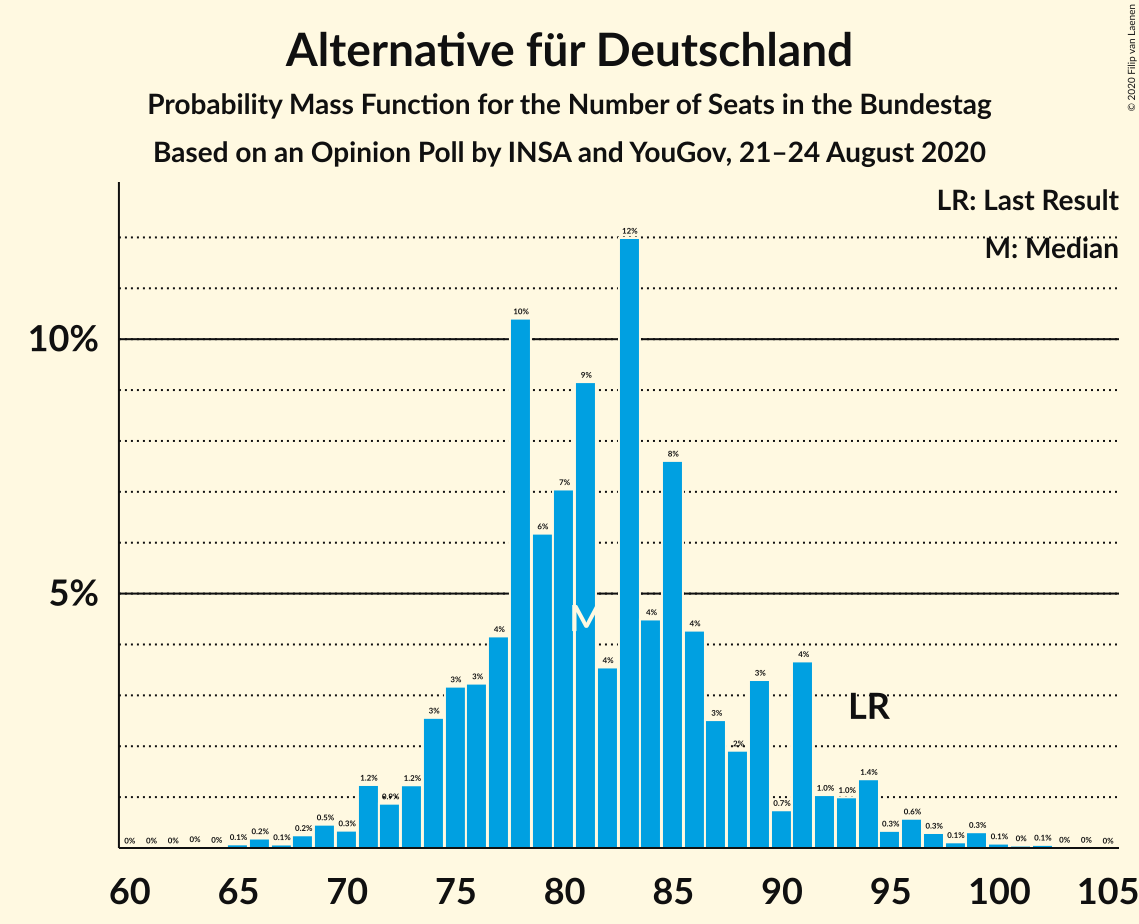 Alternative für Deutschland
Probability Mass Function for the Number of Seats in the Bundestag
Based on an Opinion Poll by INSA and YouGov, 21–24 August 2020
© 2020 Filip van Laenen
LR: Last Result
M: Median
10%
5%
0% 0% 0% 0% 0% 0.1% 0.2% 0.1% 0.2% 0.5% 0.3% 1.2% 0.9% 1.2% 3% 3% 3% 4% 10% 6% 7% 9% 4% 12% 4% 8% 4% 3% 2% 3% 0.7% 4% 1.0% 1.0% 1.4% 0.3% 0.6% 0.3% 0.1% 0.3% 0.1% 0% 0.1% 0% 0% 0%
M
LR
60 65 70 75 80 85 90 95 100 105